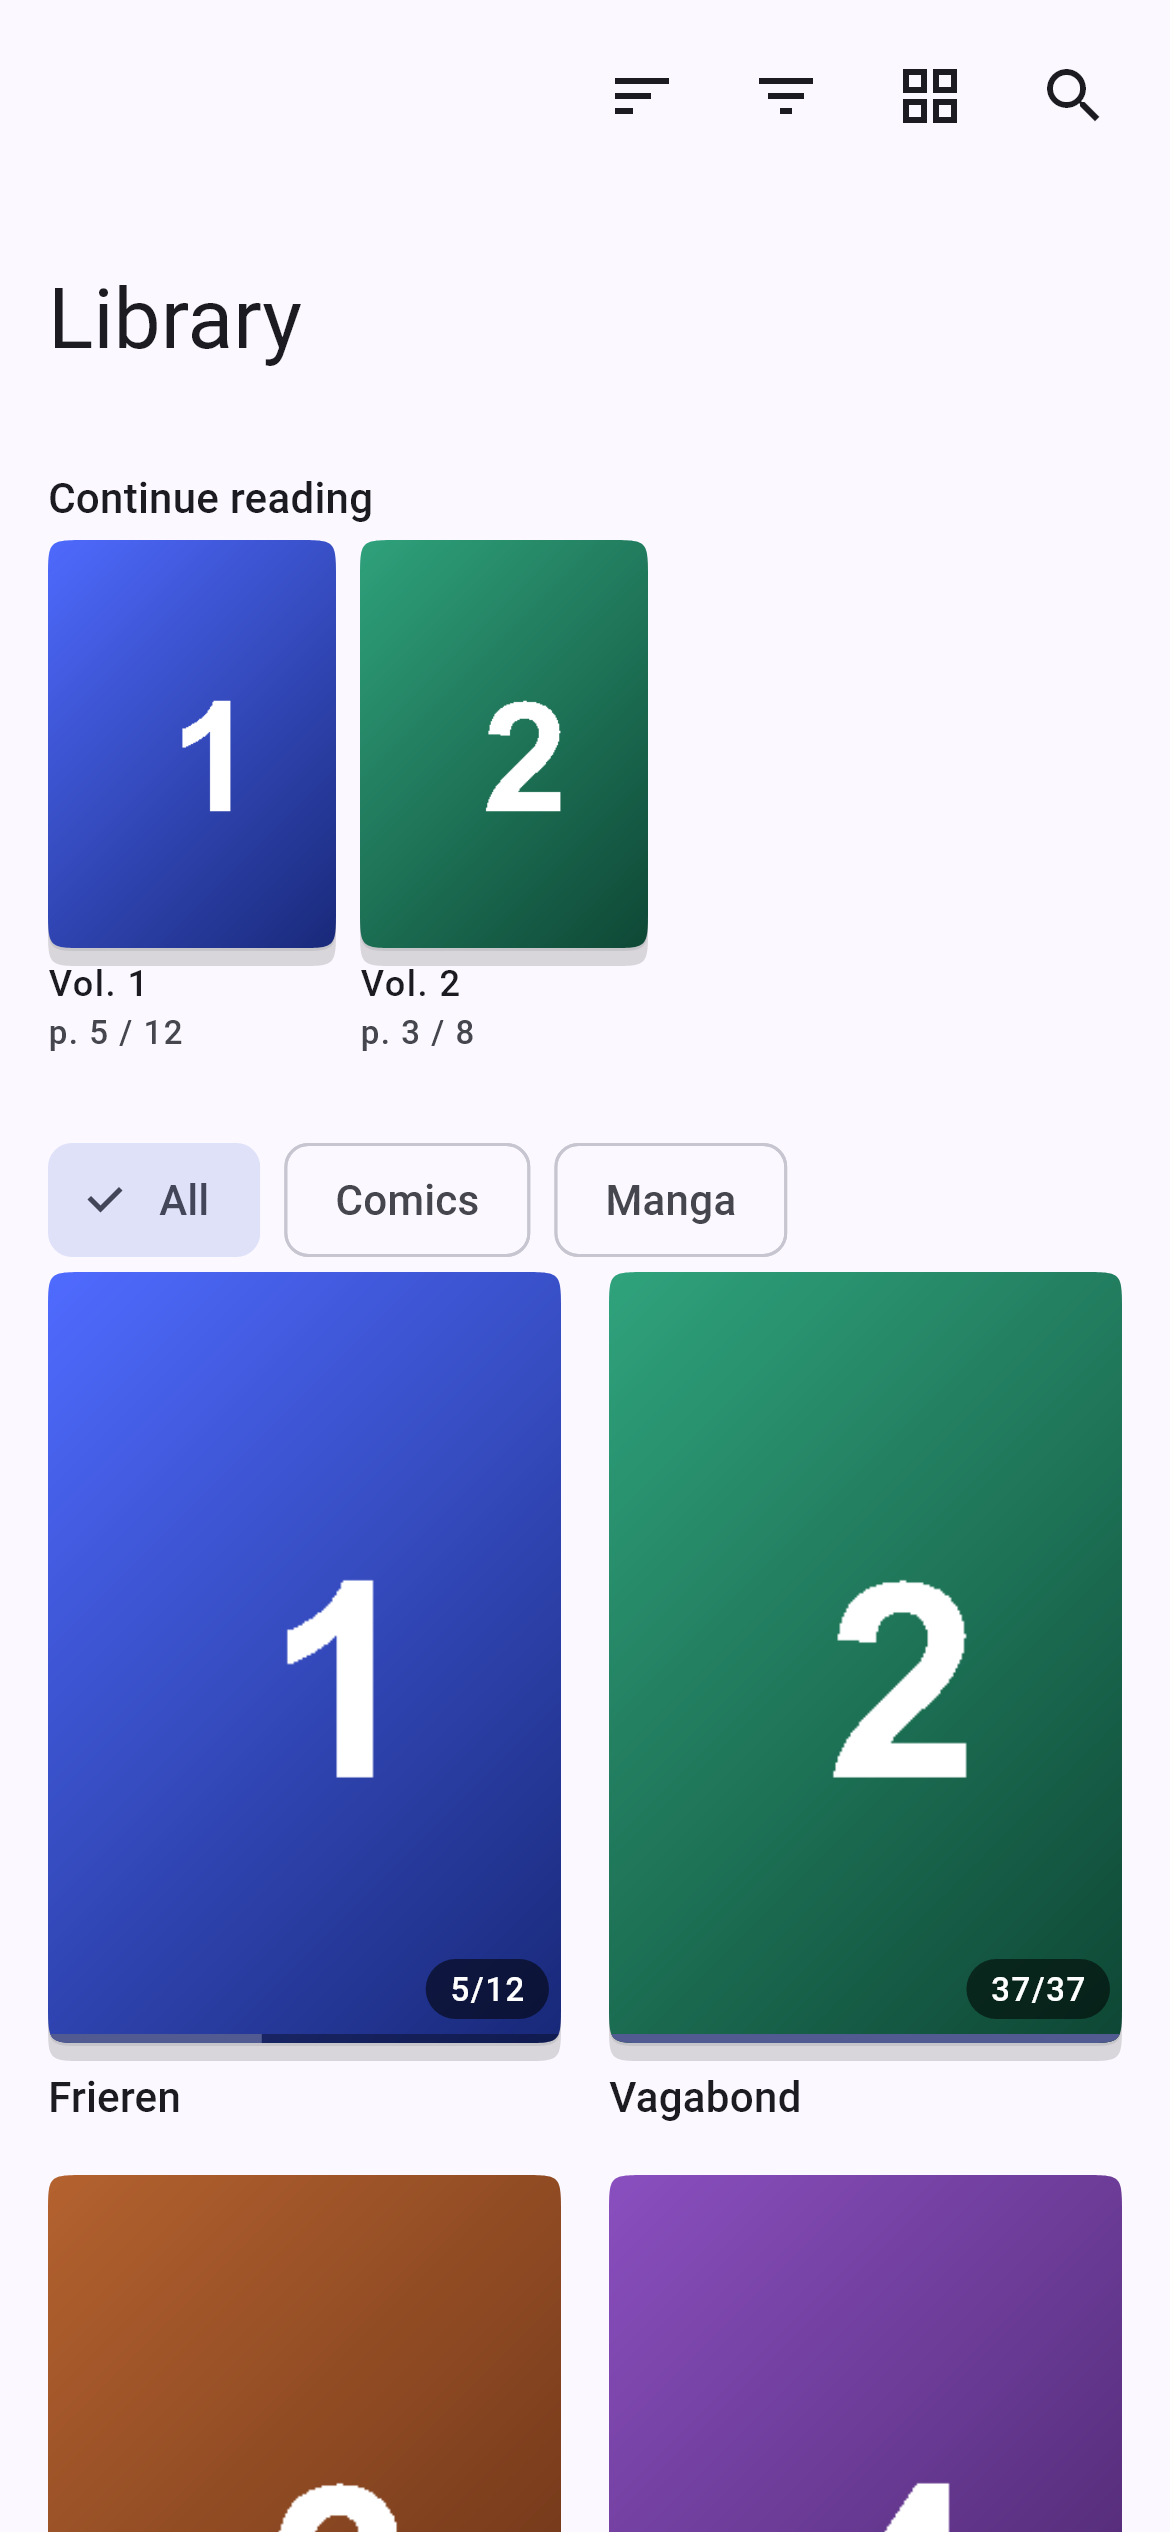 Library
Continue reading
1
2
Vol. 1
p. 5 / 12
Vol. 2
p. 3 / 8
All
Comics
Manga
1
2
5/12
37/37
Frieren
Vagabond